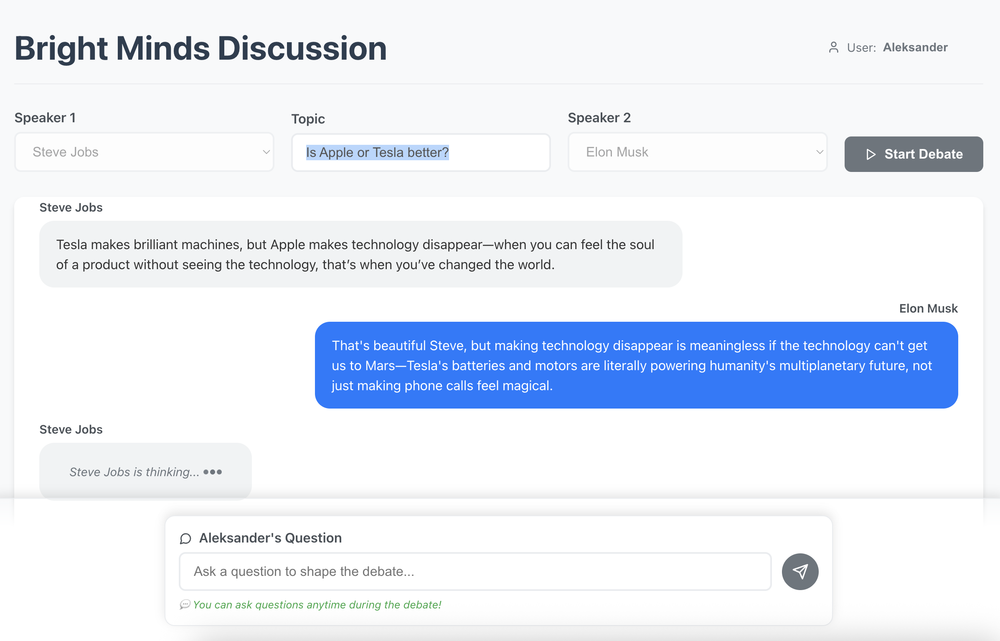 Bright Minds Discussion
User: Aleksander
Speaker 1
Topic
Speaker 2
Steve Jobs
Is Apple or Tesla better?
Elon Musk
Start Debate
Steve Jobs
Tesla makes brilliant machines, but Apple makes technology disappear—when you can feel the soul
of a product without seeing the technology, that’s when you’ve changed the world.
Elon Musk
That's beautiful Steve, but making technology disappear is meaningless if the technology can't get
us to Mars—Tesla's batteries and motors are literally powering humanity's multiplanetary future, not
just making phone calls feel magical.
Steve Jobs
Steve Jobs is thinking...
Aleksander's Question
Ask a question to shape the debate...
You can ask questions anytime during the debate!